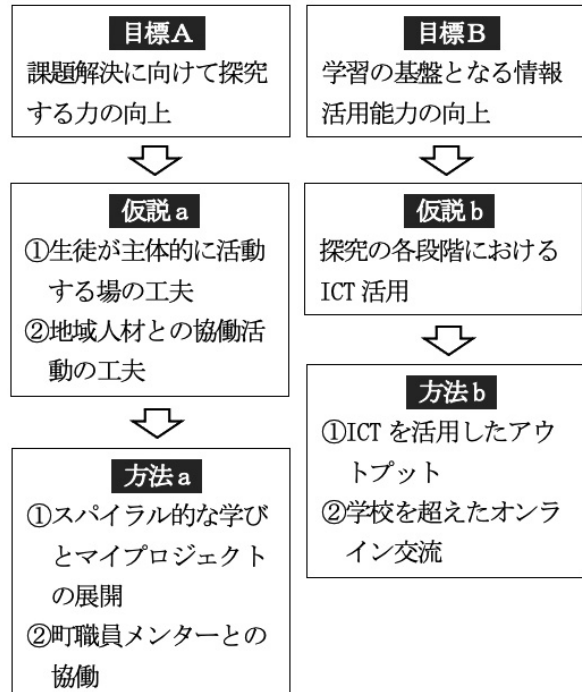 目標A
課題解決に向けて探究
する力の向上
仮説a
①生徒が主体的に活動
する場の工夫
②地域人材との協働活
動の工夫
方法a
①スパイラル的な学び
とマイプロジェクト
の展開
②町職員メンターとの
協働
目標B
学習の基盤となる情報
活用能力の向上
仮説b
探究の各段階における
ICT活用
方法b
①ICTを活用したアウ
トプット
②学校を超えたオンラ
イン交流